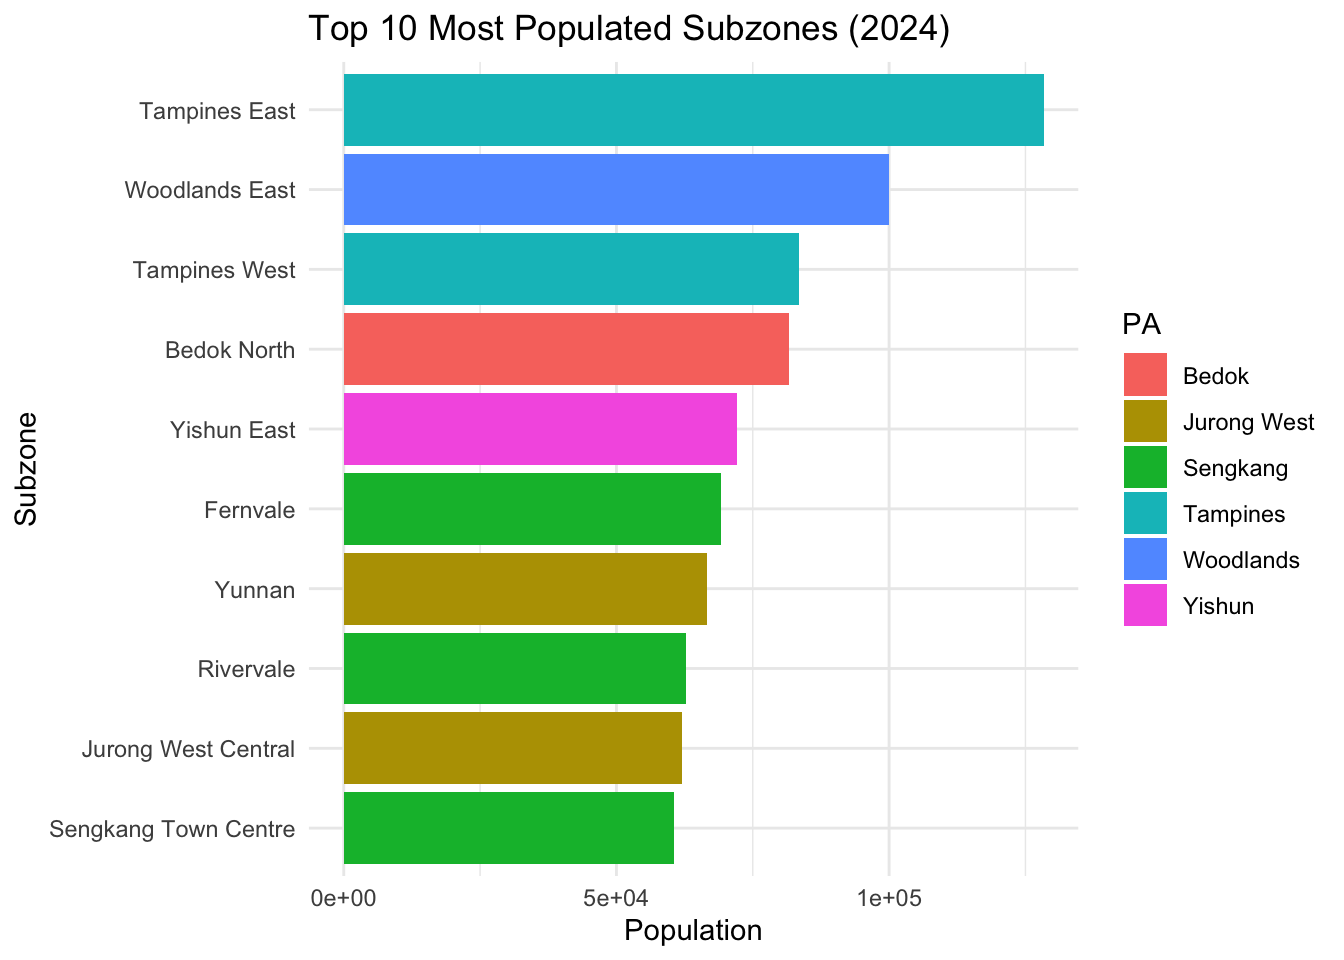 Top 10 Most Populated Subzones (2024)
Subzone
Tampines East
Woodlands East
Tampines West
Bedok North
Yishun East
Fernvale
Yunnan
Rivervale
Jurong West Central
Sengkang Town Centre
0e+00 5e+04 1e+05
Population
PA
Bedok
Jurong West
Sengkang
Tampines
Woodlands
Yishun